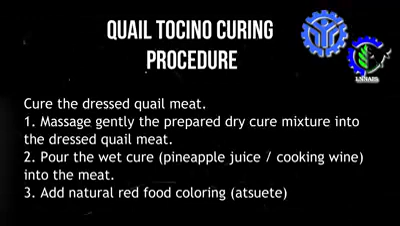 QUAIL TOCINO CURING
PROCEDURE
Cure the dressed quail meat.
1. Massage gently the prepared dry cure mixture into
the dressed quail meat.
2. Pour the wet cure (pineapple juice / cooking wine)
into the meat.
3. Add natural red food coloring (atsuete)